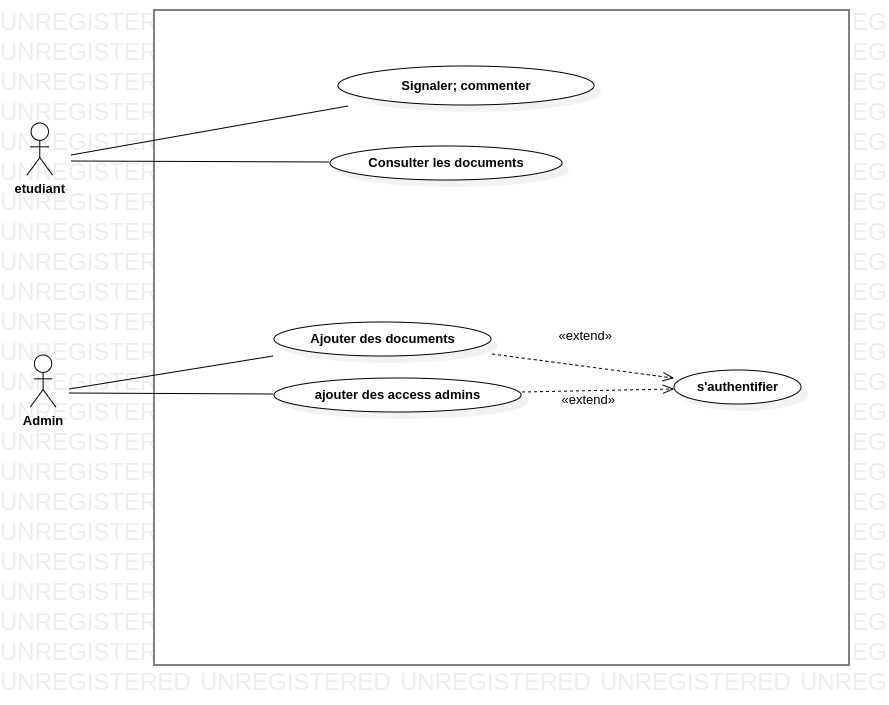 Signaler; commenter
Consulter les documents
etudiant
Ajouter des documents
«extend»
s'authentifier
ajouter des access admins
«extend»
Admin
UNREGISTERED UNREGISTERED UNREGISTERED UNREGISTERED UNREG